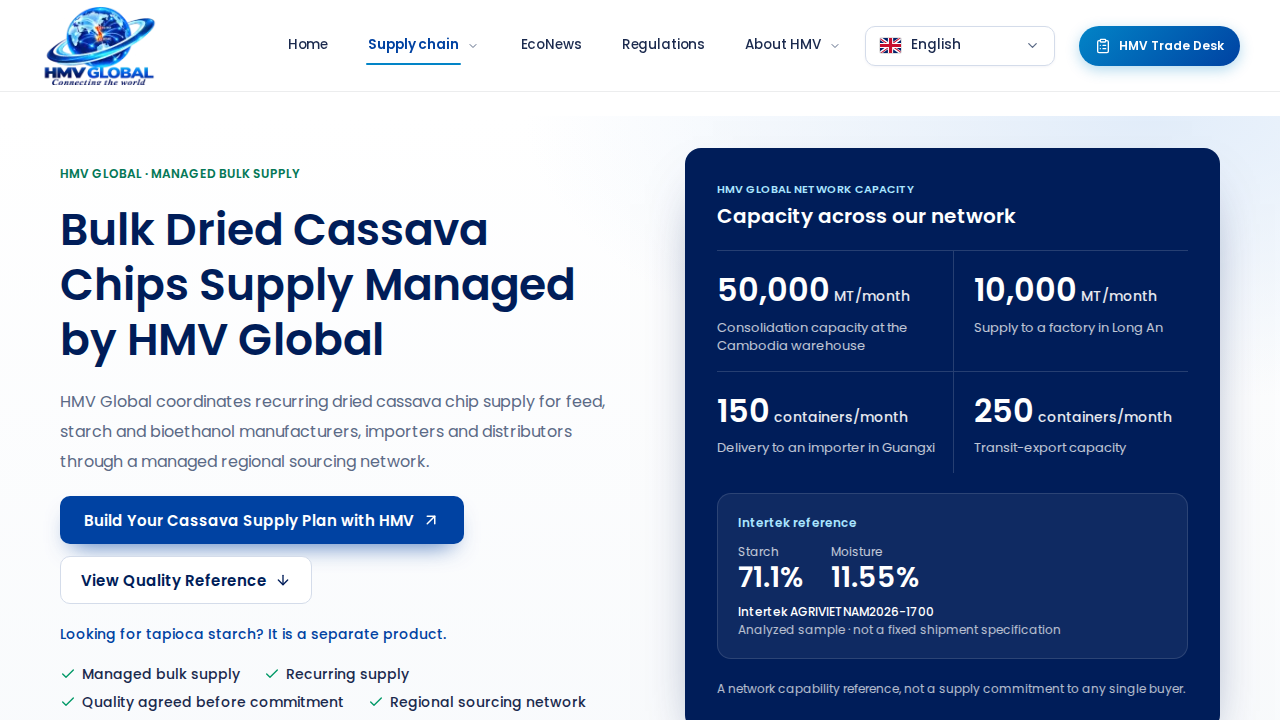 HMV GLOBAL
Connecting the world
Home
Supply chain
EcoNews
Regulations
About HMV
English
HMV Trade Desk
HMV GLOBAL · MANAGED BULK SUPPLY
Bulk Dried Cassava
Chips Supply Managed
by HMV Global
HMV Global coordinates recurring dried cassava chip supply for feed,
starch and bioethanol manufacturers, importers and distributors
through a managed regional sourcing network.
Build Your Cassava Supply Plan with HMV
View Quality Reference
Looking for tapioca starch? It is a separate product.
Managed bulk supply
Recurring supply
Quality agreed before commitment
Regional sourcing network
HMV GLOBAL NETWORK CAPACITY
Capacity across our network
50,000 MT/month
Consolidation capacity at the
Cambodia warehouse
10,000 MT/month
Supply to a factory in Long An
150 containers/month
Delivery to an importer in Guangxi
250 containers/month
Transit-export capacity
Intertek reference
Starch
71.1%
Moisture
11.55%
Intertek AGRIVIETNAM2026-1700
Analyzed sample · not a fixed shipment specification
A network capability reference, not a supply commitment to any single buyer.